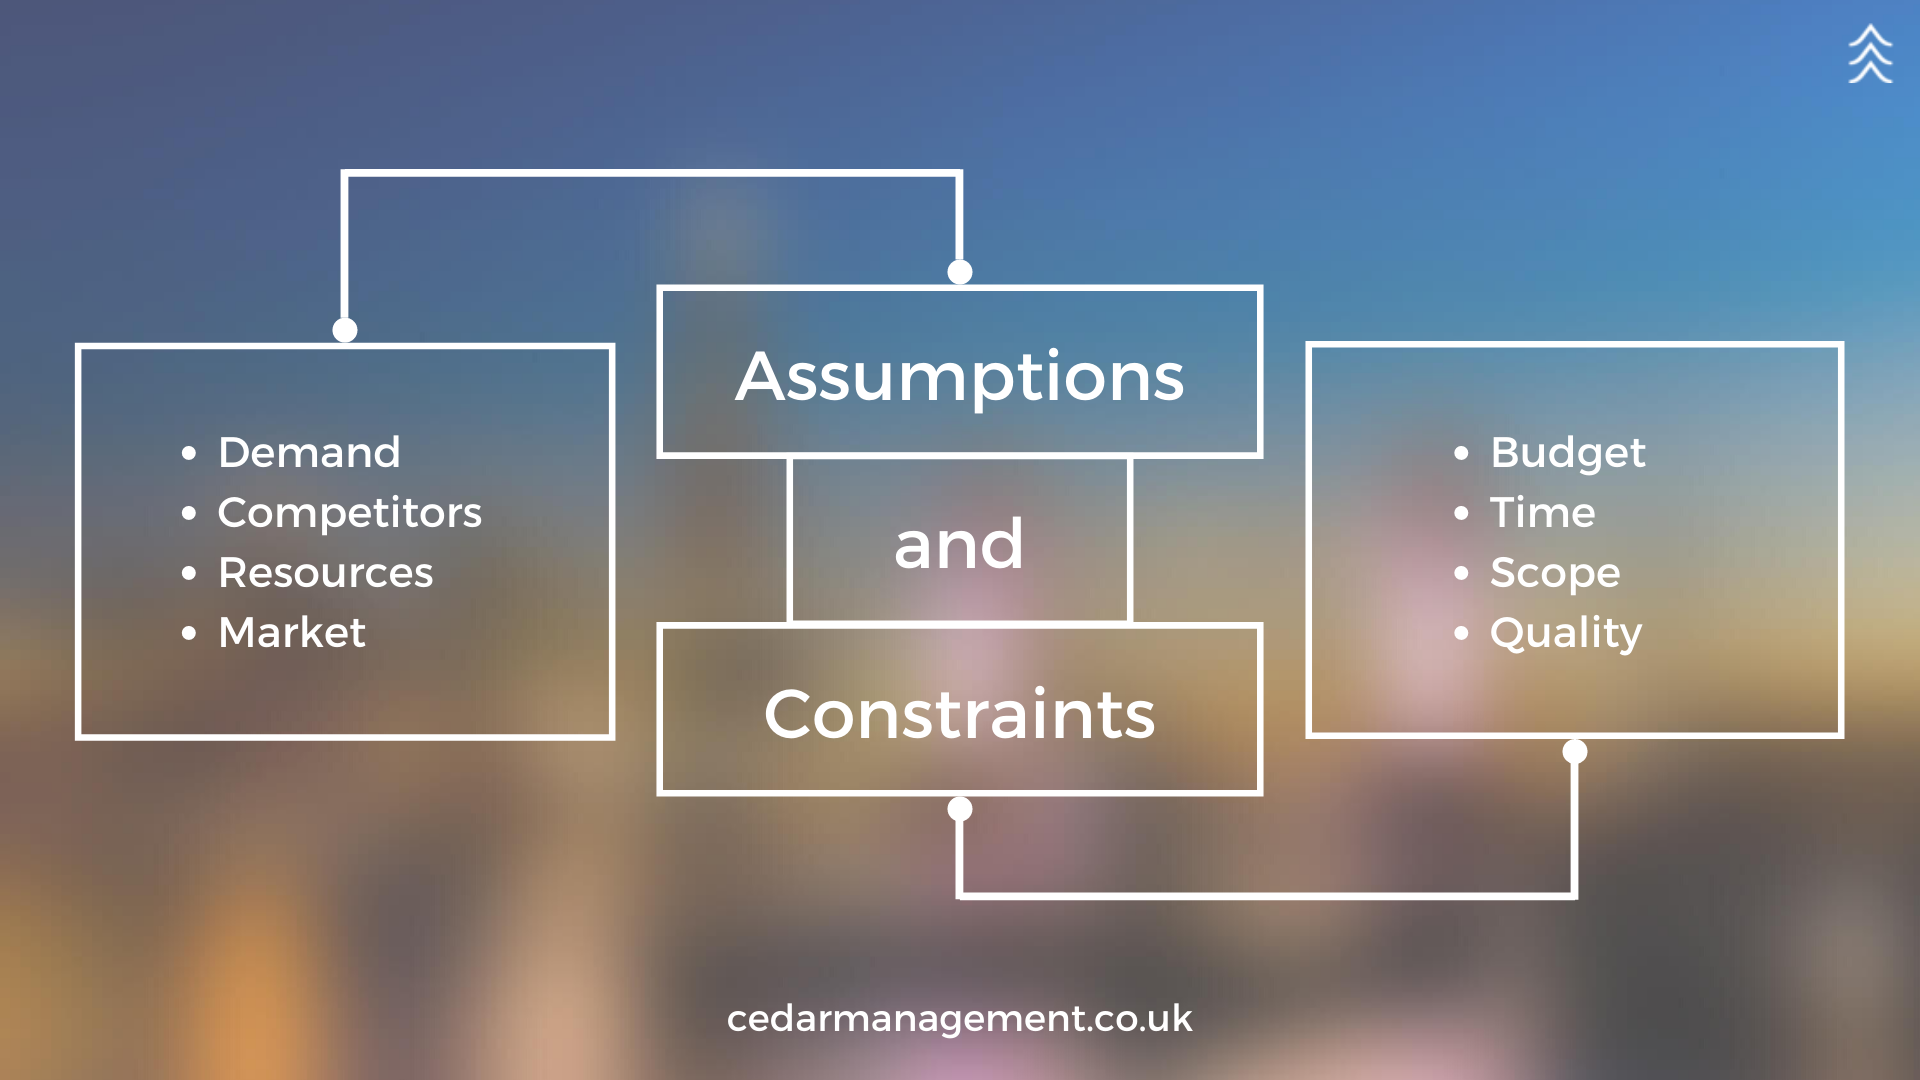 Assumptions
and
Constraints
Demand
Competitors
Resources
Market
Budget
Time
Scope
Quality
cedarmanagement.co.uk